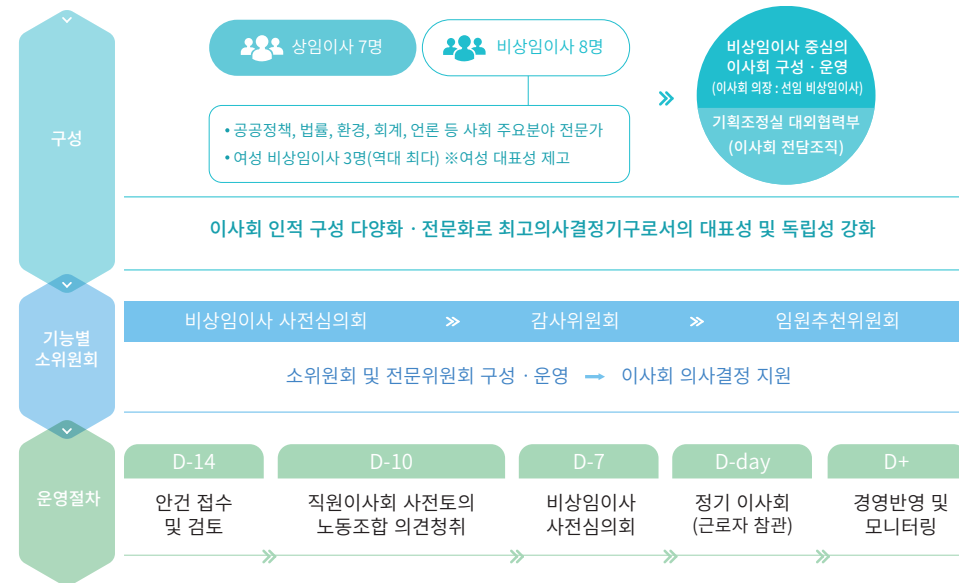 구성
상임이사 7명
비상임이사 8명
• 공공정책, 법률, 환경, 회계, 언론 등 사회 주요분야 전문가
• 여성 비상임이사 3명(역대 최다) ※여성 대표성 제고
비상임이사 중심의
이사회 구성 · 운영
(이사회 의장 : 선임 비상임이사)
기획조정실 대외협력부
(이사회 전담조직)
이사회 인적 구성 다양화 · 전문화로 최고의사결정기구로서의 대표성 및 독립성 강화
기능별
소위원회
비상임이사 사전심의회
감사위원회
임원추천위원회
소위원회 및 전문위원회 구성 · 운영 → 이사회 의사결정 지원
운영절차
D-14
안건 접수
및 검토
D-10
직원이사회 사전토의
노동조합 의견청취
D-7
비상임이사
사전심의회
D-day
정기 이사회
(근로자 참관)
D+
경영반영 및
모니터링